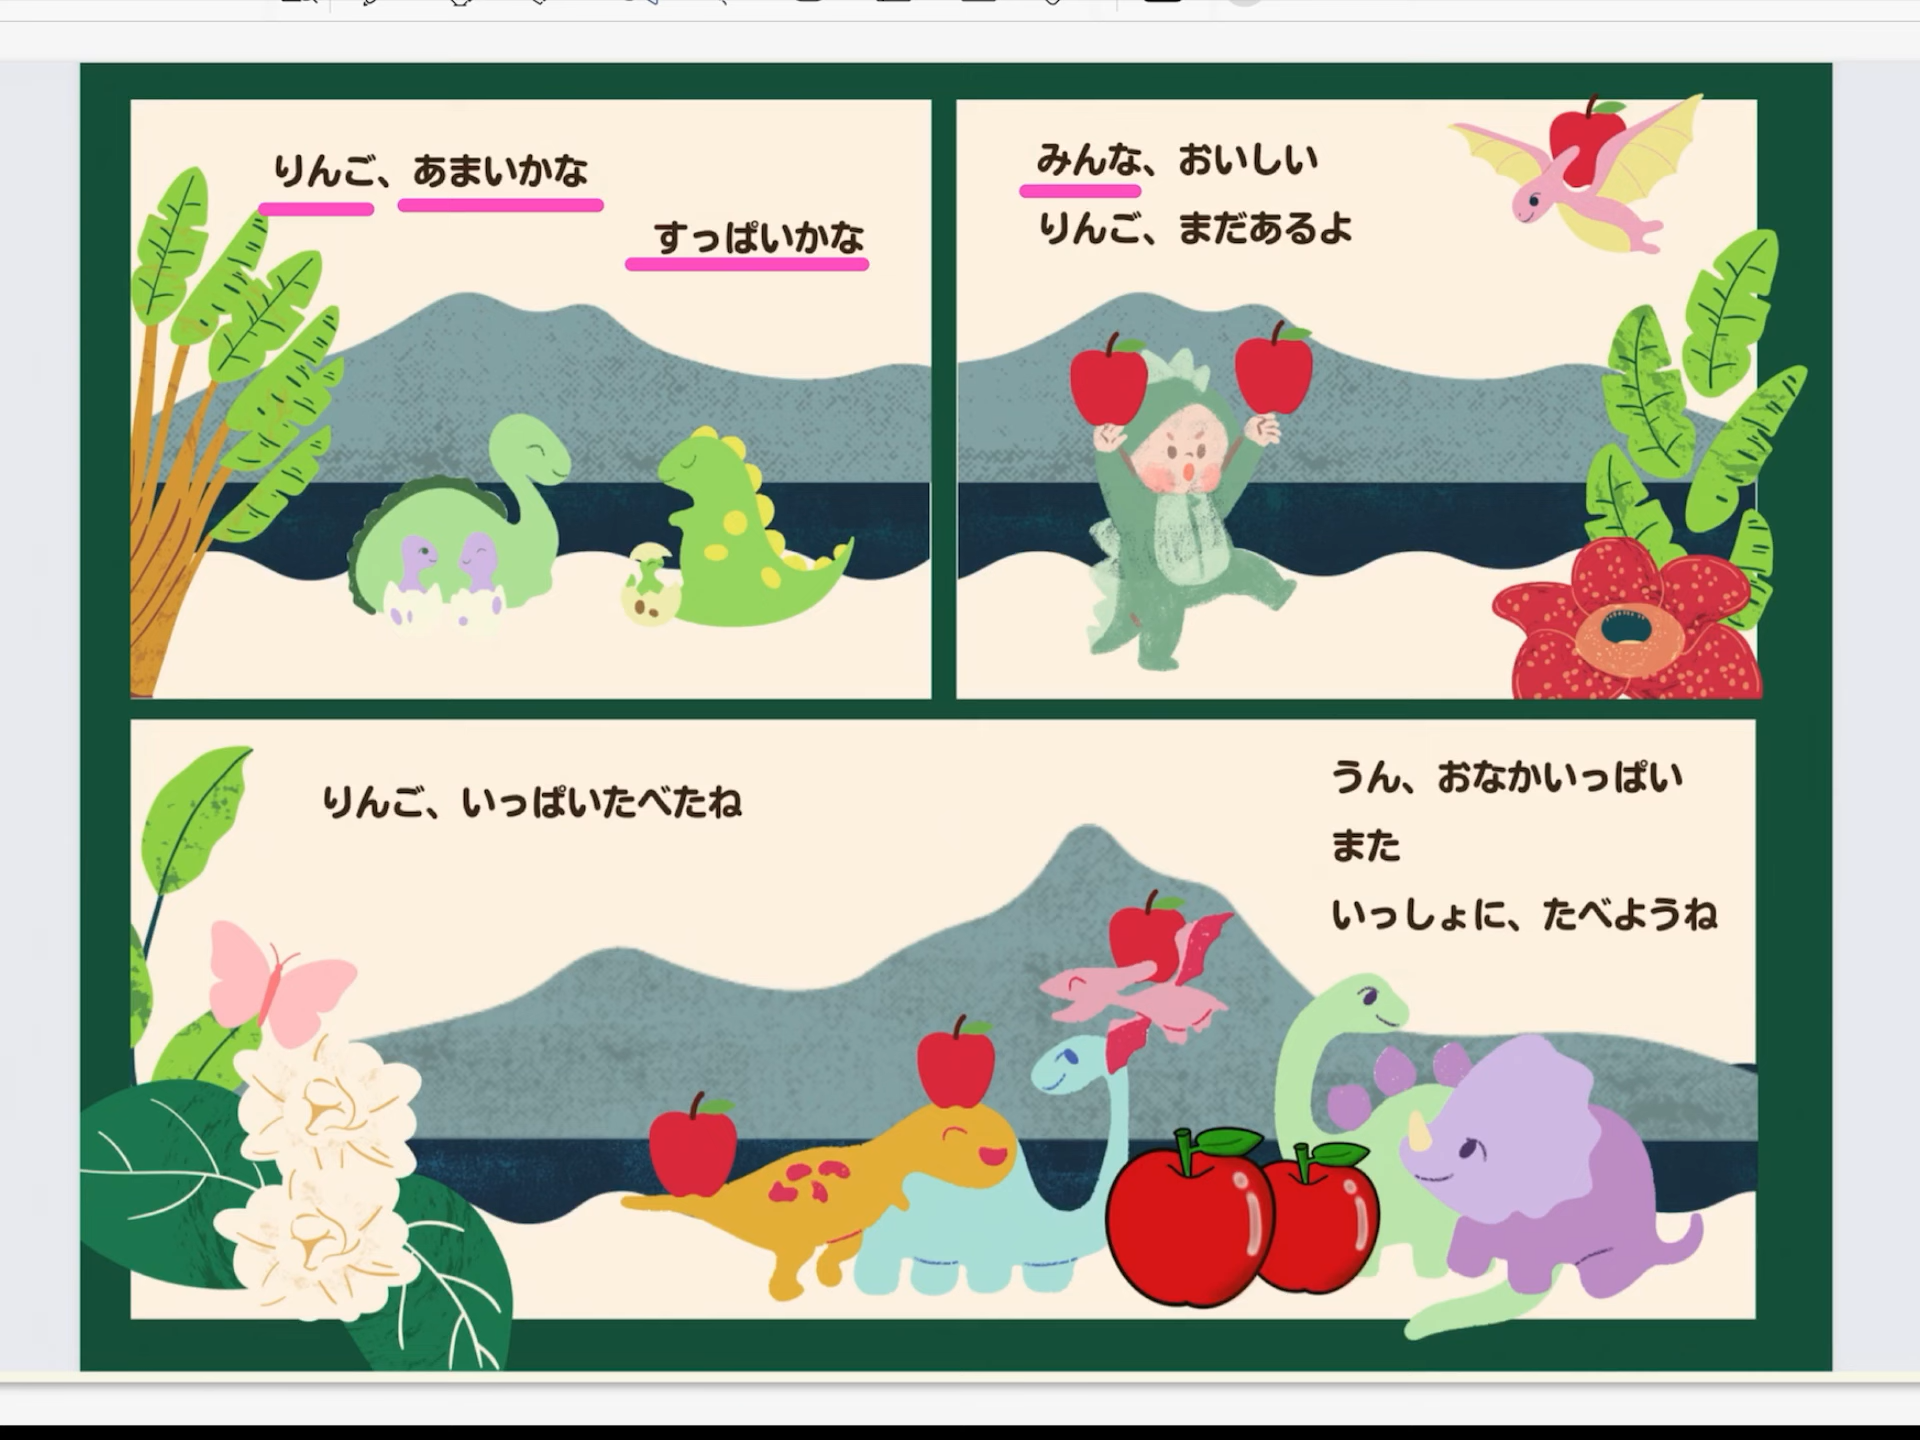 りんご、あまいかな
すっぱいかな
みんな、おいしい
りんご、まだあるよ
りんご、いっぱいたべたね
うん、おなかいっぱい
また
いっしょに、たべようね